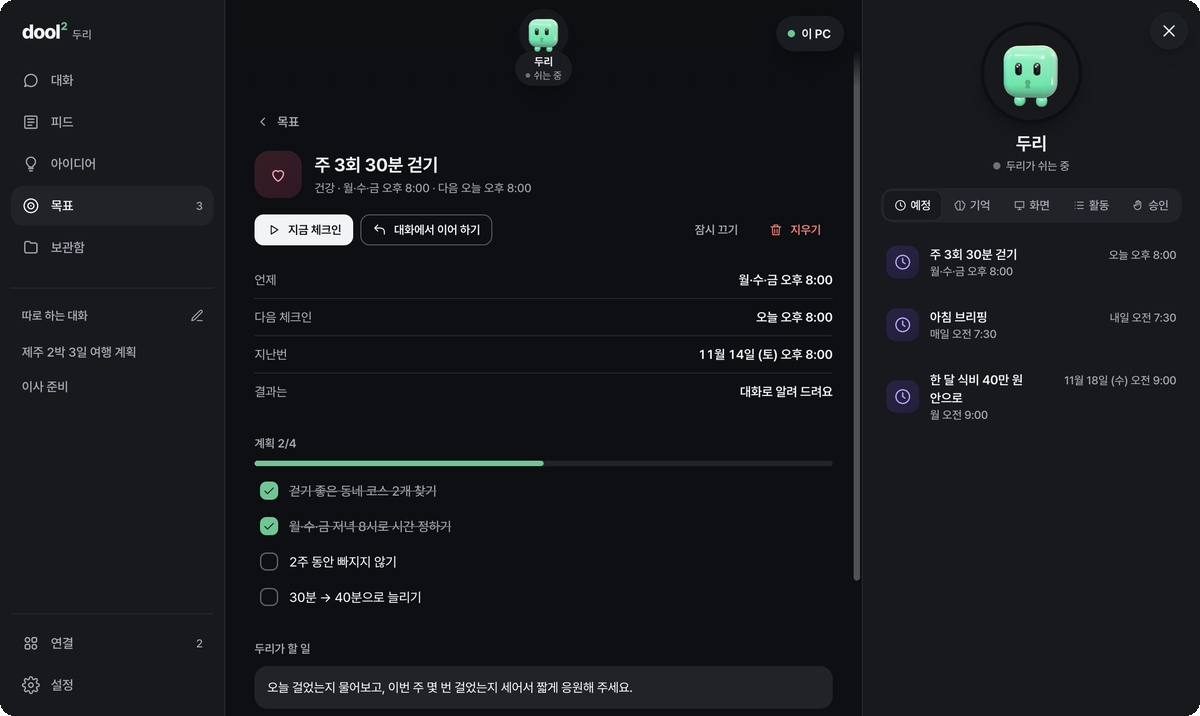 dool² 두리
대화
피드
아이디어
목표 3
보관함
따로 하는 대화
제주 2박 3일 여행 계획
이사 준비
연결 2
설정
두리
쉬는 중
이 PC
목표
주 3회 30분 걷기
건강 · 월·수·금 오후 8:00 · 다음 오늘 오후 8:00
지금 체크인
대화에서 이어 하기
잠시 끄기
지우기
언제 월·수·금 오후 8:00
다음 체크인 오늘 오후 8:00
지난번 11월 14일 (토) 오후 8:00
결과는 대화로 알려 드려요
계획 2/4
걷기 좋은 동네 코스 2개 찾기
월·수·금 저녁 8시로 시간 정하기
2주 동안 빠지지 않기
30분 → 40분으로 늘리기
두리가 할 일
오늘 걸었는지 물어보고, 이번 주 몇 번 걸었는지 세어서 짧게 응원해 주세요.
두리
두리가 쉬는 중
예정 기억 화면 활동 승인
주 3회 30분 걷기 오늘 오후 8:00
월·수·금 오후 8:00
아침 브리핑 내일 오전 7:30
매일 오전 7:30
한 달 식비 40만 원 11월 18일 (수) 오전 9:00
안으로
월 오전 9:00